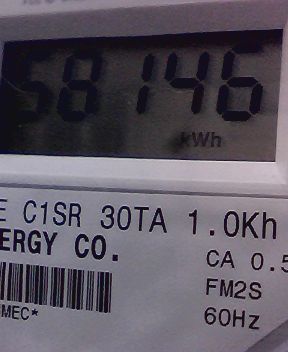 58146
kWh
E C1SR 30TA 1.0Kh
ERGY CO.
CA 0.5
FM2S
MEC*
60Hz